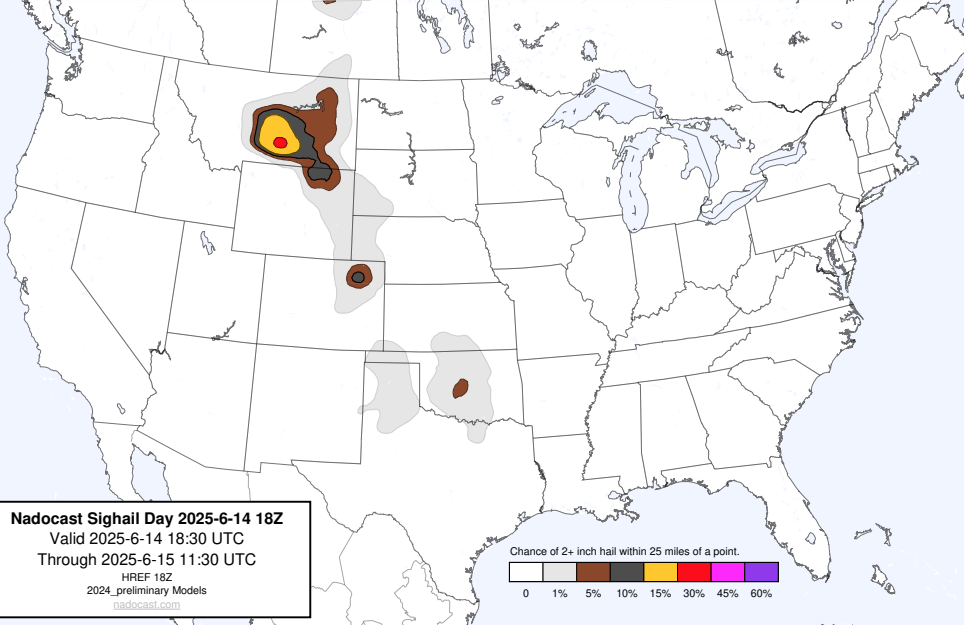 Nadocast Sighail Day 2025-6-14 18Z
Valid 2025-6-14 18:30 UTC
Through 2025-6-15 11:30 UTC
HREF 18Z
2024_preliminary Models
nadocast.com
Chance of 2+ inch hail within 25 miles of a point.
0 1% 5% 10% 15% 30% 45% 60%